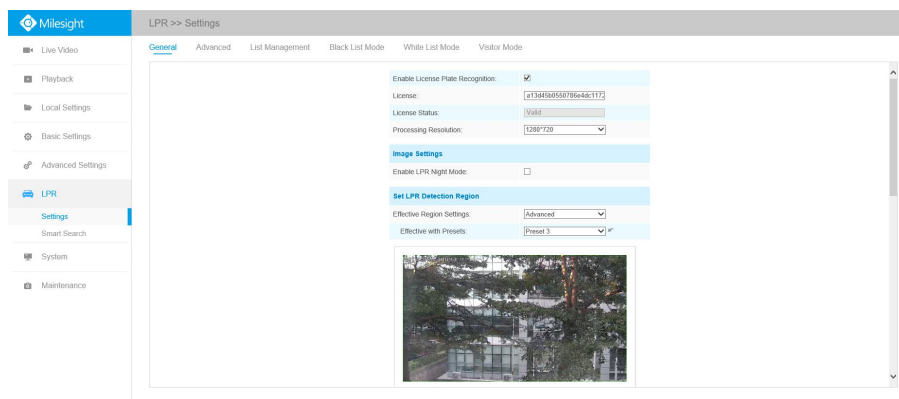 Milesight
LPR >> Settings
Live Video
Playback
Local Settings
Basic Settings
Advanced Settings
LPR
Settings
Smart Search
System
Maintenance
General Advanced List Management Black List Mode White List Mode Visitor Mode
Enable License Plate Recognition:
License: a13d45b0550786e4dc1172
License Status: Valid
Processing Resolution: 1280*720
Image Settings
Enable LPR Night Mode:
Set LPR Detection Region
Effective Region Settings: Advanced
Effective with Presets: Preset 3